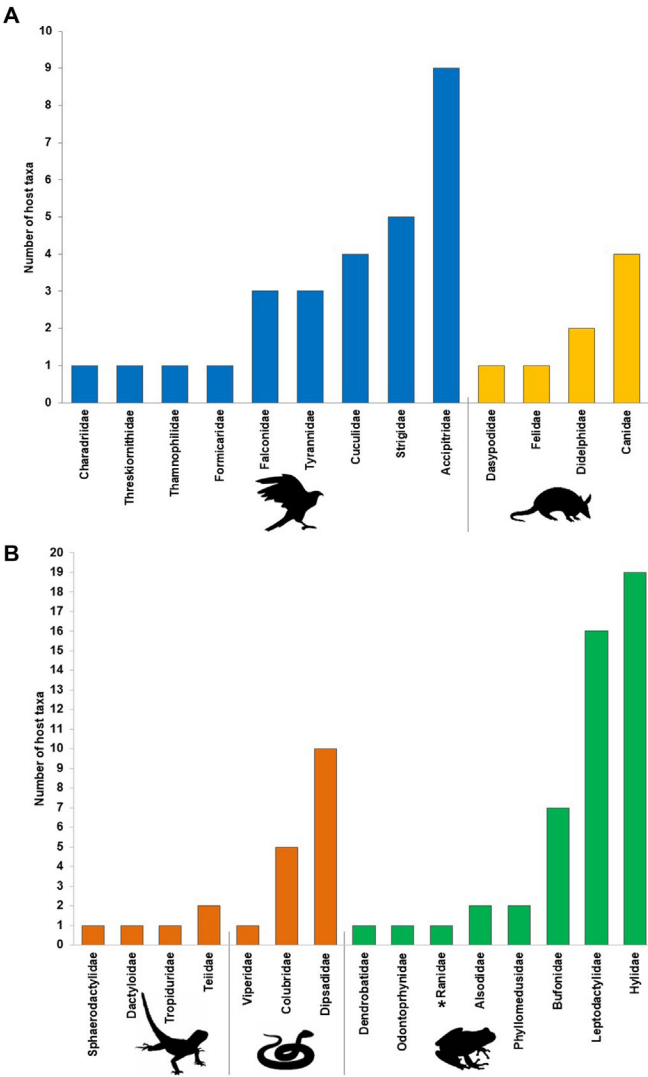 A
Number of host taxa
10
9
8
7
6
5
4
3
2
1
0
Charadriidae
Threskiornithidae
Thamnophilidae
Formicaridae
Falconidae
Tyrannidae
Cuculidae
Strigidae
Accipitridae
Dasypodidae
Felidae
Didelphidae
Canidae
B
Number of host taxa
20
19
18
17
16
15
14
13
12
11
10
9
8
7
6
5
4
3
2
1
0
Sphaerodactylidae
Dactyloidae
Tropiduridae
Teiidae
Viperidae
Colubridae
Dipsadidae
Dendrobatidae
Odontoprhynidae
* Ranidae
Alsodidae
Phyllomedusidae
Bufonidae
Leptodactylidae
Hylidae